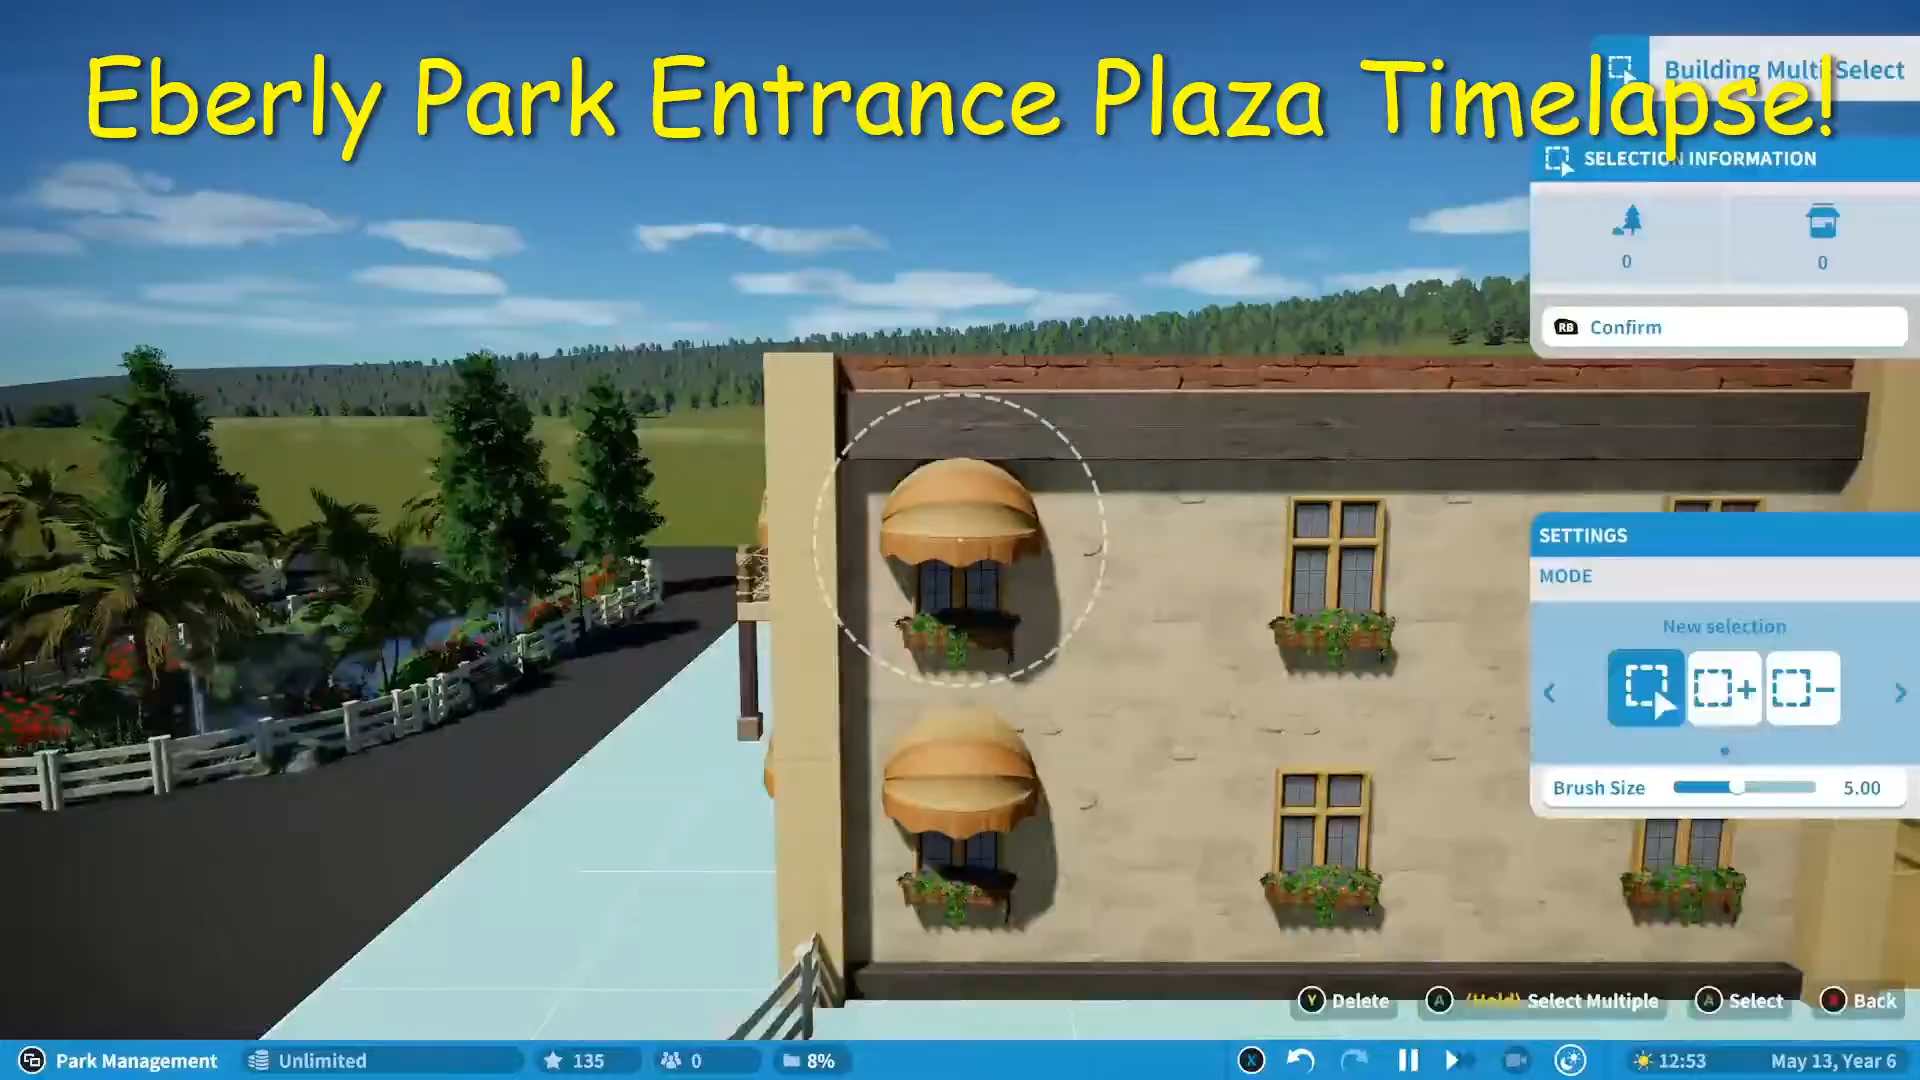 Eberly Park Entrance Plaza Timelapse!
Building Multi-Select
SELECTION INFORMATION
0
0
RB Confirm
SETTINGS
MODE
New selection
Brush Size 5.00
Y Delete
A (Hold) Select Multiple
A Select
Back
Park Management
Unlimited
135
0
8%
X
12:53
May 13, Year 6